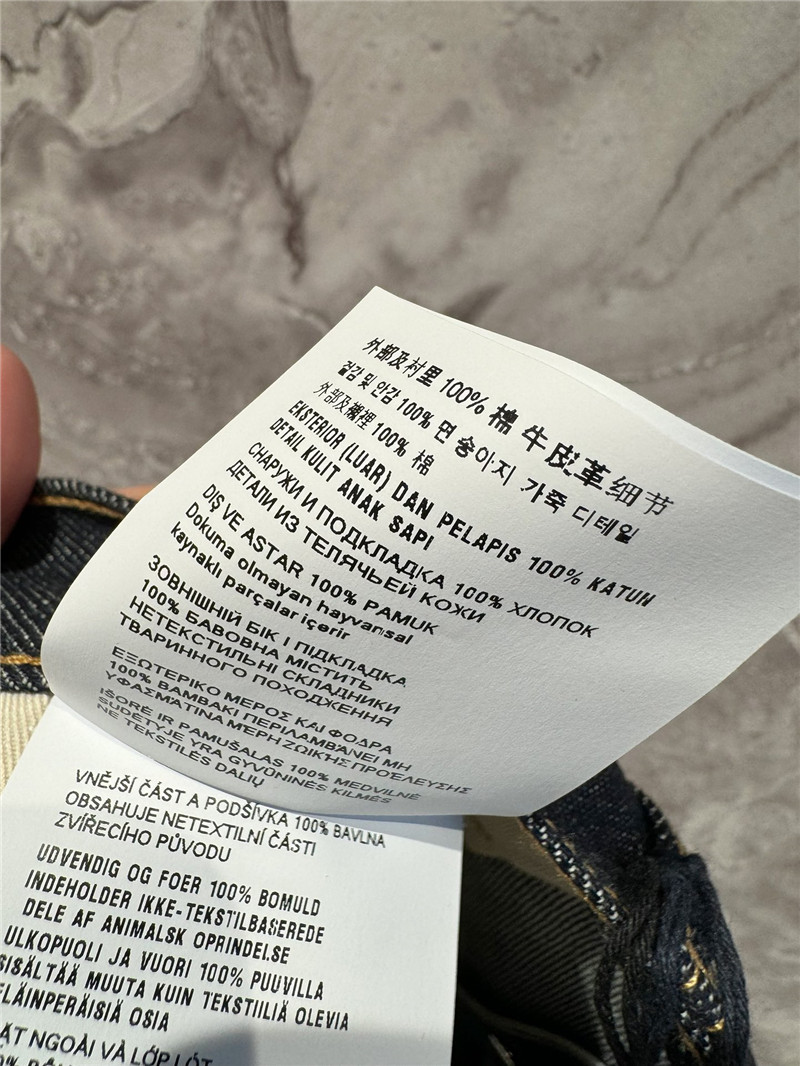 外部及村里 100% 棉 牛皮革细节
겉감 및 안감 100% 면 송아지 가죽 디테일
外部及襯裡 100% 棉
EKSTERIOR (LUAR) DAN PELAPIS 100% KATUN
DETAIL KULIT ANAK SAPI
СНАРУЖИ И ПОДКЛАДКА 100% ХЛОПОК
ДЕТАЛИ ИЗ ТЕЛЯЧЬЕЙ КОЖИ
DIŞ VE ASTAR 100% PAMUK
Dokuma olmayan hayvansal
kaynaklı parçalar içerir
ЗОВНІШНІЙ БІК І ПІДКЛАДКА
100% БАВОВНА МІСТИТЬ
НЕТЕКСТИЛЬНІ СКЛАДНИКИ
ТВАРИННОГО ПОХОДЖЕННЯ
ΕΞΩΤΕΡΙΚΟ ΜΕΡΟΣ ΚΑΙ ΦΟΔΡΑ
100% ΒΑΜΒΑΚΙ ΠΕΡΙΛΑΜΒΑΝΕΙ ΜΗ
ΥΦΑΣΜΑΤΙΝΑ ΜΕΡΗ ΖΩΙΚΗΣ ΠΡΟΕΛΕΥΣΗΣ
IŠORĖ IR PAMUŠALAS 100% MEDVILNĖ
SUDĖTYJE YRA GYVŪNINĖS KILMĖS
NE TEKSTILĖS DALIŲ
VNĚJŠÍ ČÁST A PODŠÍVKA 100% BAVLNA
OBSAHUJE NETEXTILNÍ ČÁSTI
ZVÍŘECÍHO PŮVODU
UDVENDIG OG FOER 100% BOMULD
INDEHOLDER IKKE-TEKSTILBASEREDE
DELE AF ANIMALSK OPRINDELSE
ULKOPUOLI JA VUORI 100% PUUVILLA
SISÄLTÄÄ MUUTA KUIN TEKSTIILIÄ OLEVIA
ELÄINPERÄISIÄ OSIA
ẶT NGOÀI VÀ LỚP LÓT